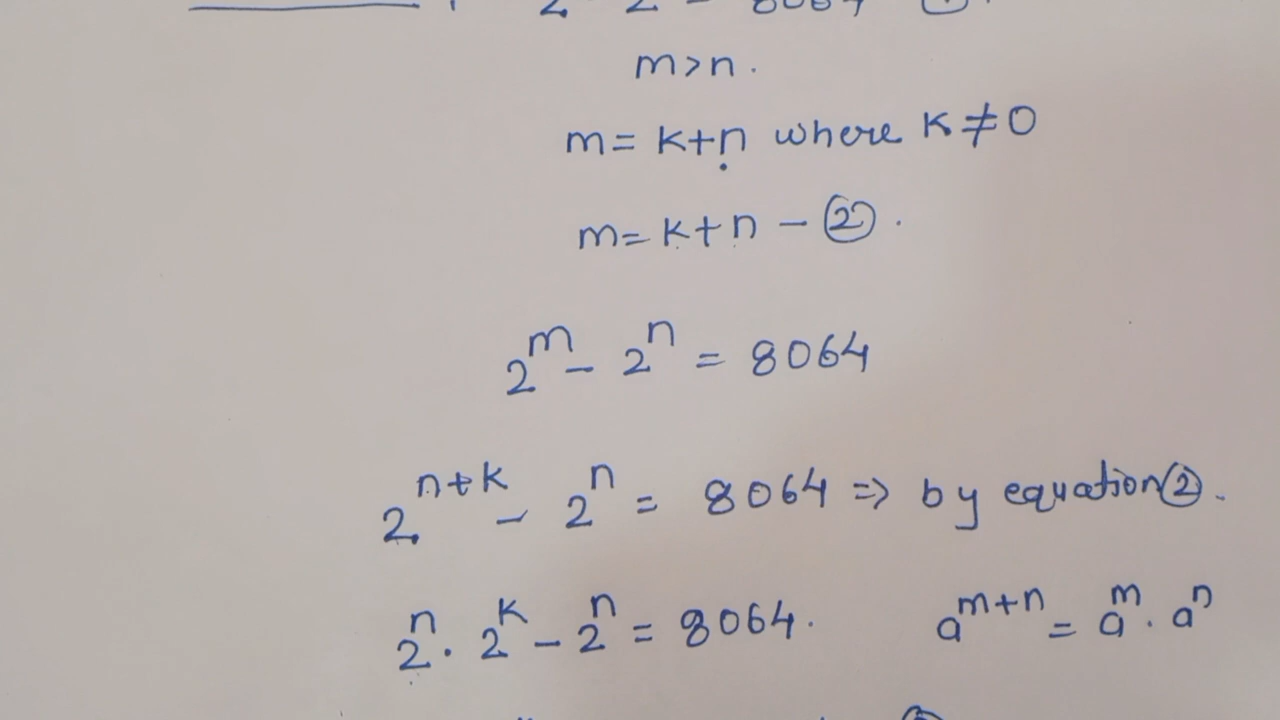 m>n.
m = k+n where k ≠ 0
m = k+n - ②.
2^m - 2^n = 8064
2^{n+k} - 2^n = 8064 => by equation ②.
2^n . 2^k - 2^n = 8064. a^{m+n} = a^m . a^n